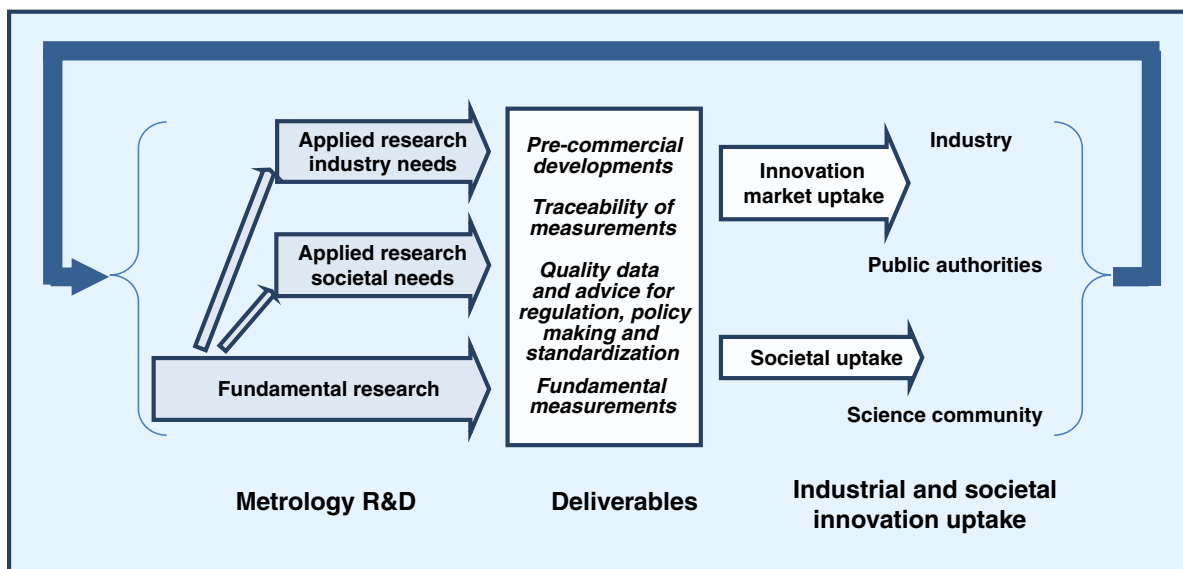 Applied research
industry needs
Applied research
societal needs
Fundamental research
Pre-commercial
developments
Traceability of
measurements
Quality data
and advice for
regulation, policy
making and
standardization
Fundamental
measurements
Innovation
market uptake
Societal uptake
Industry
Public authorities
Science community
Metrology R&D
Deliverables
Industrial and societal
innovation uptake